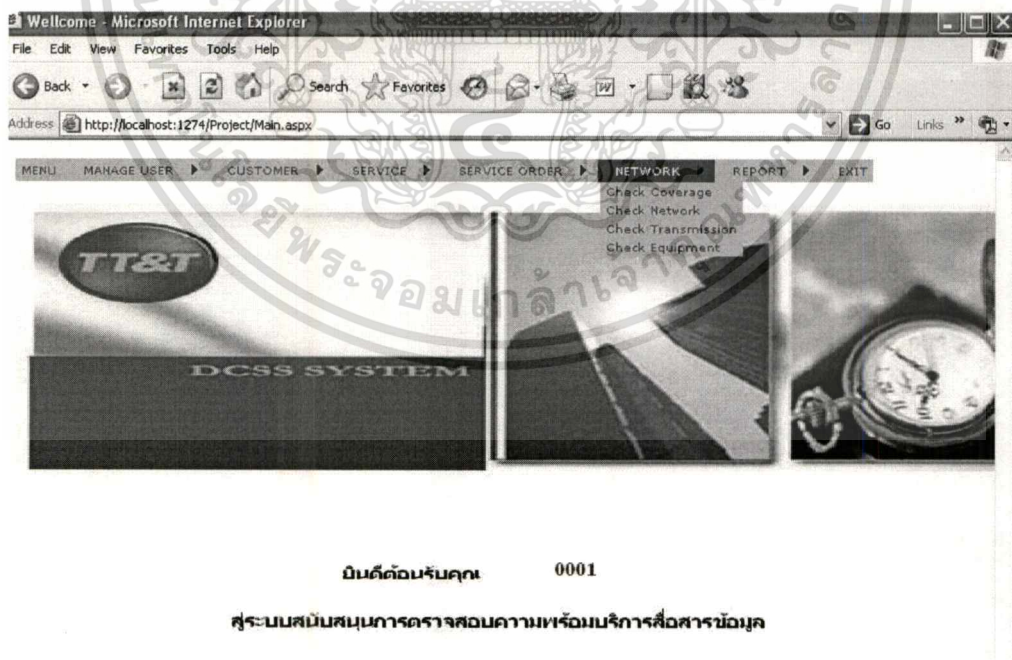 Wellcome - Microsoft Internet Explorer
File Edit View Favorites Tools Help
Back Search Favorites
Address http://localhost:1274/Project/Main.aspx Go Links »
MENU MANAGE USER CUSTOMER SERVICE SERVICE ORDER NETWORK REPORT EXIT
Check Coverage
Check Network
Check Transmission
Check Equipment
TT&T
DCSS SYSTEM
ยินดีต้อนรับคุณ 0001
สู่ระบบสนับสนุนการตรวจสอบความพร้อมบริการสื่อสารข้อมูล